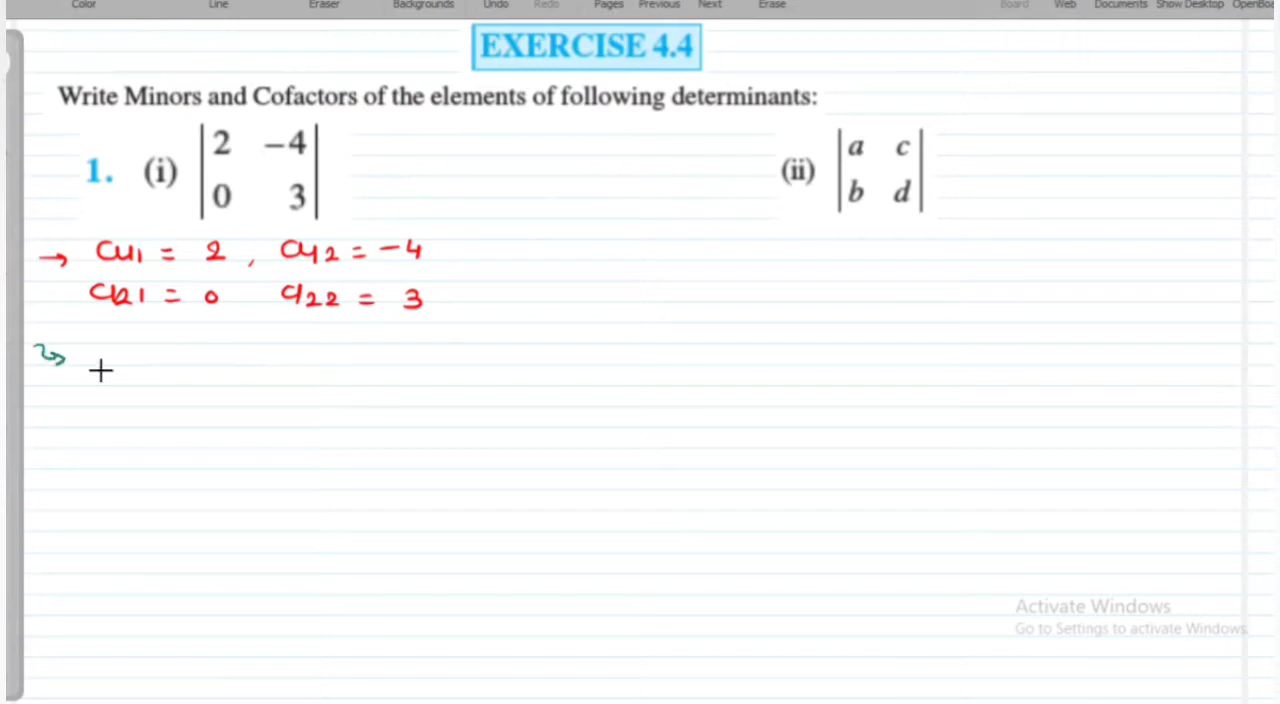 Color Line Eraser Backgrounds Undo Redo Pages Previous Next Erase Board Web Documents Show Desktop OpenBoa
EXERCISE 4.4
Write Minors and Cofactors of the elements of following determinants:
1. (i) | 2 −4 | (ii) | a c |
| 0 3 | | b d |
→ a11 = 2 , a12 = −4
a21 = 0 a22 = 3
Activate Windows
Go to Settings to activate Windows.